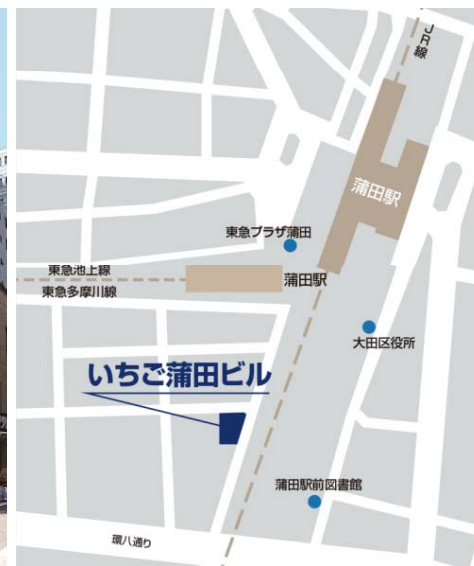 JR線
蒲田駅
東急プラザ蒲田
東急池上線
蒲田駅
東急多摩川線
大田区役所
いちご蒲田ビル
蒲田駅前図書館
環八通り